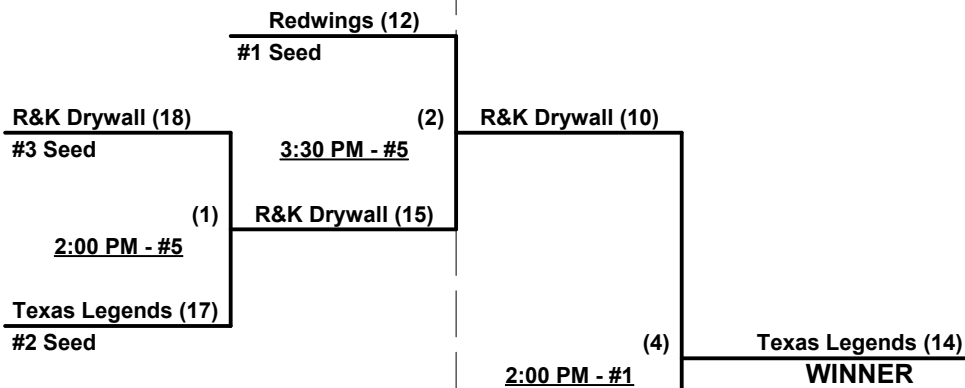 Redwings (12)
#1 Seed
R&K Drywall (18)
(2)
R&K Drywall (10)
#3 Seed
3:30 PM - #5
(1)
R&K Drywall (15)
2:00 PM - #5
Texas Legends (17)
#2 Seed
(4)
Texas Legends (14)
2:00 PM - #1
WINNER